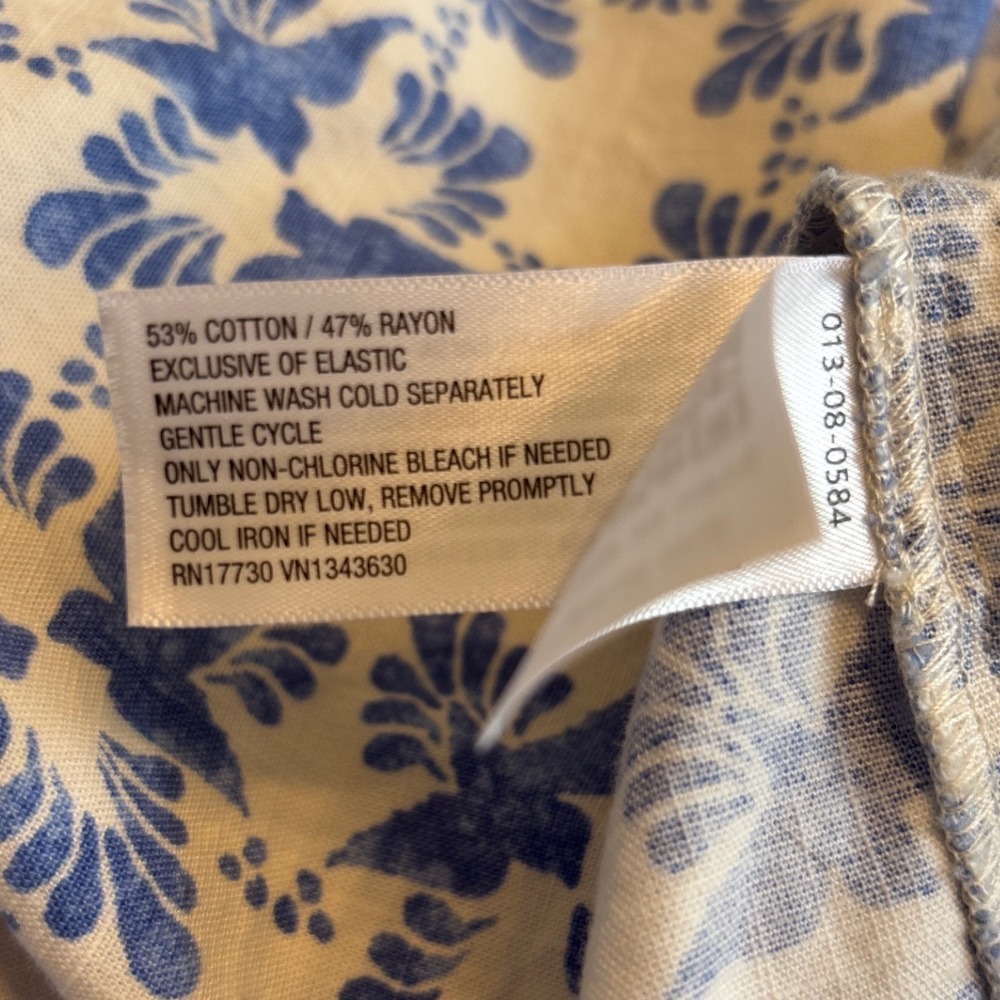 53% COTTON / 47% RAYON
EXCLUSIVE OF ELASTIC
MACHINE WASH COLD SEPARATELY
GENTLE CYCLE
ONLY NON-CHLORINE BLEACH IF NEEDED
TUMBLE DRY LOW, REMOVE PROMPTLY
COOL IRON IF NEEDED
RN17730 VN1343630
013-08-0584